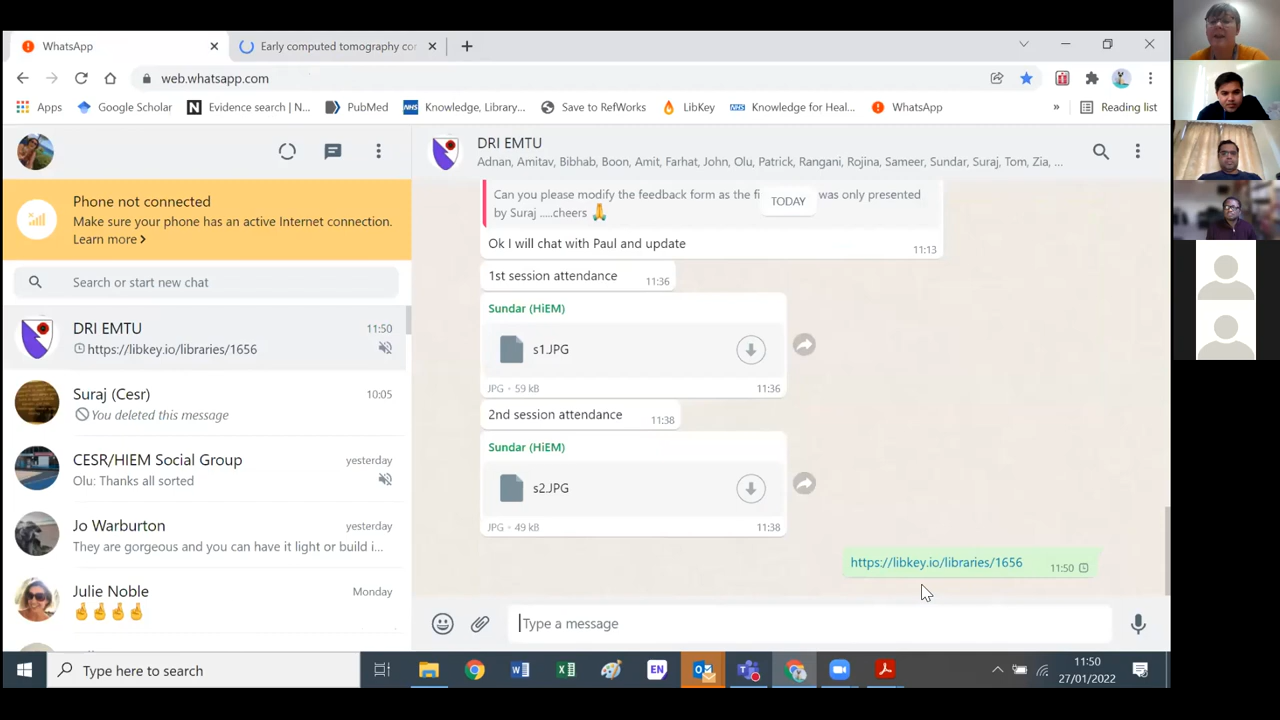 WhatsApp
Early computed tomography cor
web.whatsapp.com
Apps
Google Scholar
Evidence search | N...
PubMed
Knowledge, Library,...
Save to RefWorks
LibKey
Knowledge for Heal...
WhatsApp
»
Reading list
DRI EMTU
Adnan, Amitav, Bibhab, Boon, Amit, Farhat, John, Olu, Patrick, Rangani, Rojina, Sameer, Sundar, Suraj, Tom, Zia, ...
Phone not connected
Make sure your phone has an active Internet connection.
Learn more
Search or start new chat
DRI EMTU
11:50
https://libkey.io/libraries/1656
Suraj (Cesr)
10:05
You deleted this message
CESR/HIEM Social Group
yesterday
Olu: Thanks all sorted
Jo Warburton
yesterday
They are gorgeous and you can have it light or build i...
Julie Noble
Monday
Can you please modify the feedback form as the fi was only presented
TODAY
by Suraj .....cheers 🙏
Ok I will chat with Paul and update
11:13
1st session attendance
11:36
Sundar (HiEM)
s1.JPG
JPG • 59 kB
11:36
2nd session attendance
11:38
Sundar (HiEM)
s2.JPG
JPG • 49 kB
11:38
https://libkey.io/libraries/1656
11:50
Type a message
Type here to search
EN
11:50
27/01/2022